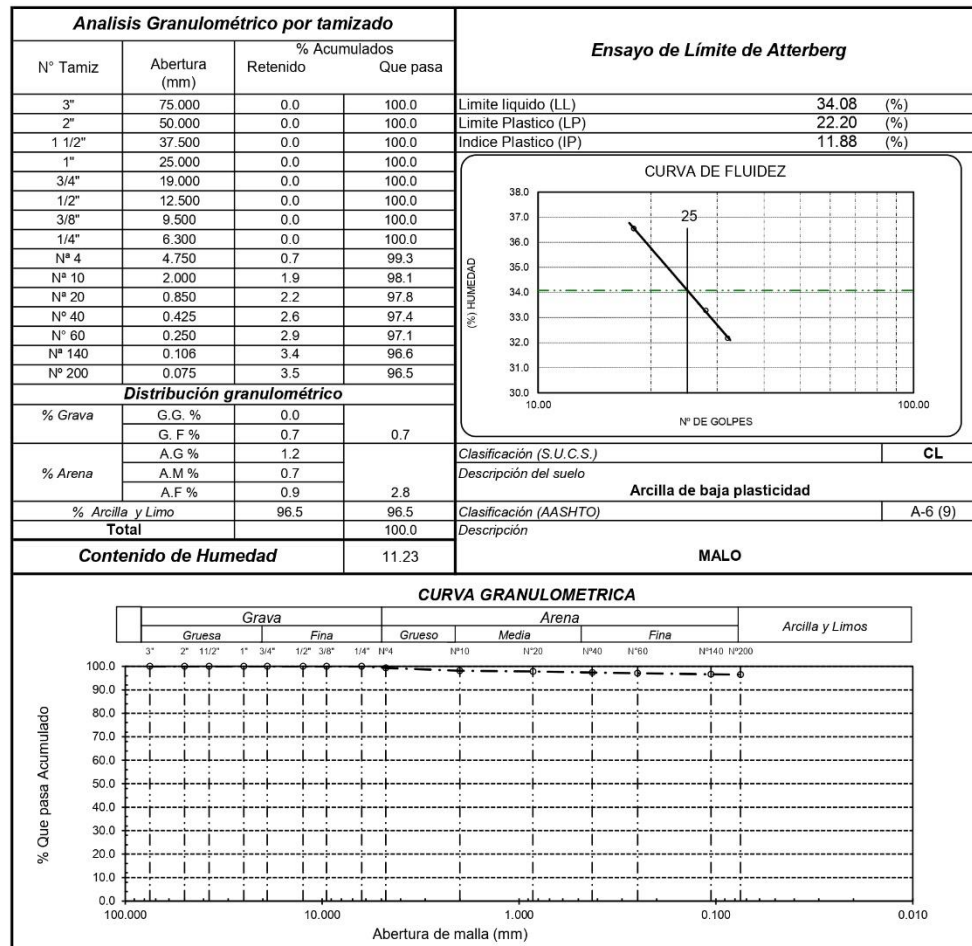 Analisis Granulométrico por tamizado
N° Tamiz Abertura (mm) % Acumulados
Retenido Que pasa
3" 75.000 0.0 100.0
2" 50.000 0.0 100.0
1 1/2" 37.500 0.0 100.0
1" 25.000 0.0 100.0
3/4" 19.000 0.0 100.0
1/2" 12.500 0.0 100.0
3/8" 9.500 0.0 100.0
1/4" 6.300 0.0 100.0
Nª 4 4.750 0.7 99.3
Nª 10 2.000 1.9 98.1
Nª 20 0.850 2.2 97.8
Nª 40 0.425 2.6 97.4
N° 60 0.250 2.9 97.1
Nª 140 0.106 3.4 96.6
Nº 200 0.075 3.5 96.5
Distribución granulométrico
% Grava G.G. % 0.0
G. F % 0.7 0.7
A.G % 1.2
% Arena A.M % 0.7
A.F % 0.9 2.8
% Arcilla y Limo 96.5 96.5
Total 100.0
Contenido de Humedad 11.23
Ensayo de Límite de Atterberg
Limite liquido (LL) 34.08 (%)
Limite Plastico (LP) 22.20 (%)
Indice Plastico (IP) 11.88 (%)
CURVA DE FLUIDEZ
38.0
37.0
36.0
35.0
34.0
33.0
32.0
31.0
30.0
25
(%) HUMEDAD
10.00 100.00
Nº DE GOLPES
Clasificación (S.U.C.S.) CL
Descripción del suelo
Arcilla de baja plasticidad
Clasificación (AASHTO) A-6 (9)
Descripción
MALO
CURVA GRANULOMETRICA
Grava Arena Arcilla y Limos
Gruesa Fina Grueso Media Fina
3" 2" 11/2" 1" 3/4" 1/2" 3/8" 1/4" Nª4 Nª10 Nª20 Nª40 Nª60 Nª140 Nº200
100.0
90.0
80.0
70.0
60.0
50.0
40.0
30.0
20.0
10.0
0.0
% Que pasa Acumulado
100.000 10.000 1.000 0.100 0.010
Abertura de malla (mm)